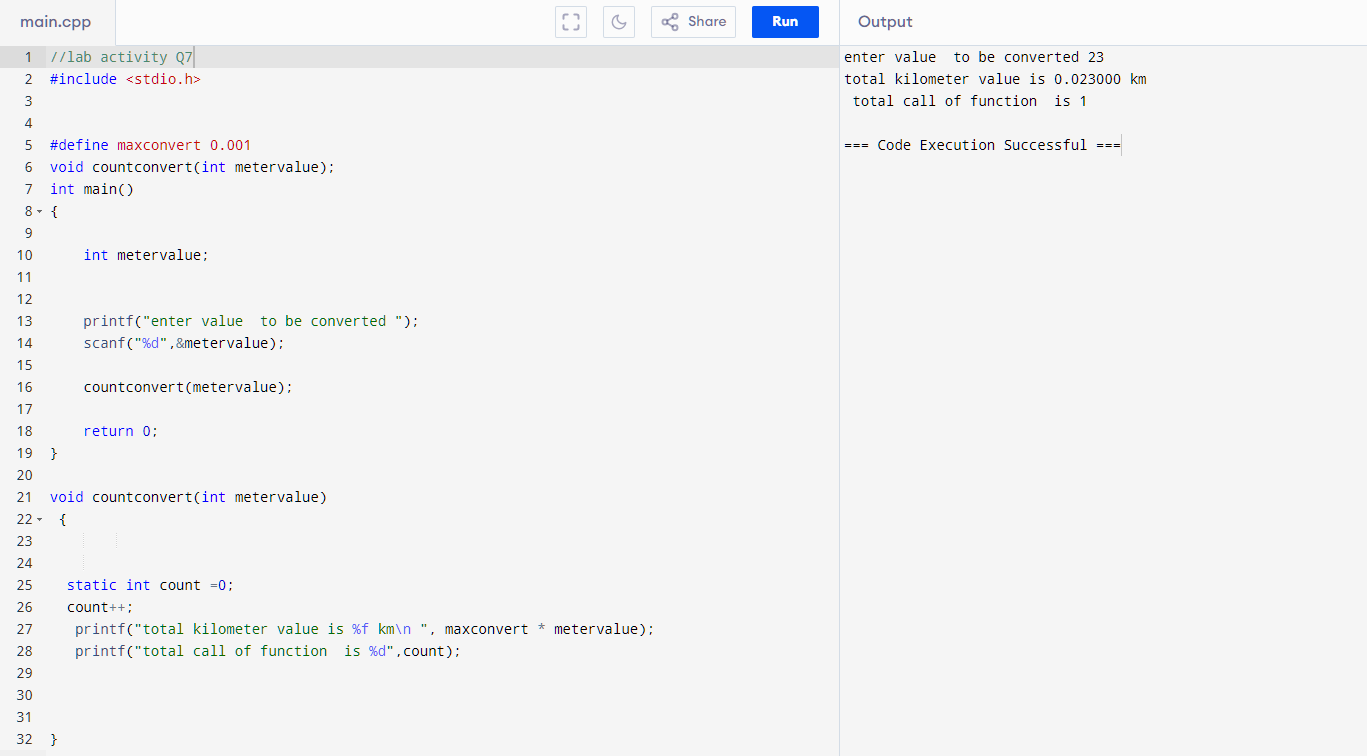 main.cpp
Share
Run
Output
1 //lab activity Q7
2 #include <stdio.h>
3
4
5 #define maxconvert 0.001
6 void countconvert(int metervalue);
7 int main()
8 {
9
10     int metervalue;
11
12
13     printf("enter value  to be converted ");
14     scanf("%d",&metervalue);
15
16     countconvert(metervalue);
17
18     return 0;
19 }
20
21 void countconvert(int metervalue)
22  {
23
24
25   static int count =0;
26   count++;
27    printf("total kilometer value is %f km\n ", maxconvert * metervalue);
28    printf("total call of function  is %d",count);
29
30
31
32 }
enter value  to be converted 23
total kilometer value is 0.023000 km
 total call of function  is 1
=== Code Execution Successful ===